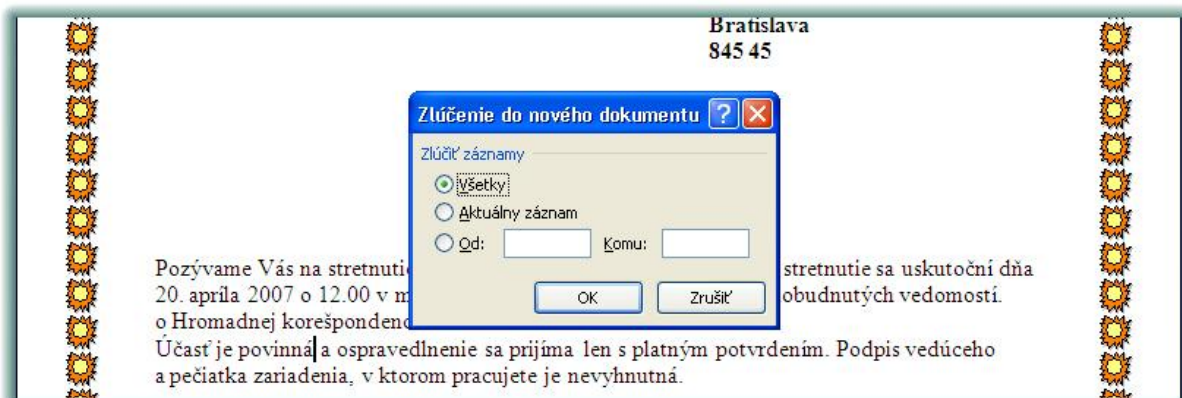 Bratislava
845 45
Zlúčenie do nového dokumentu
Zlúčiť záznamy
Všetky
Aktuálny záznam
Od: Komu:
OK Zrušiť
Pozývame Vás na stretnutie stretnutie sa uskutoční dňa
20. apríla 2007 o 12.00 v obudnutých vedomostí.
o Hromadnej
Účasť je povinná a ospravedlnenie sa prijíma len s platným potvrdením. Podpis vedúceho
a pečiatka zariadenia, v ktorom pracujete je nevyhnutná.